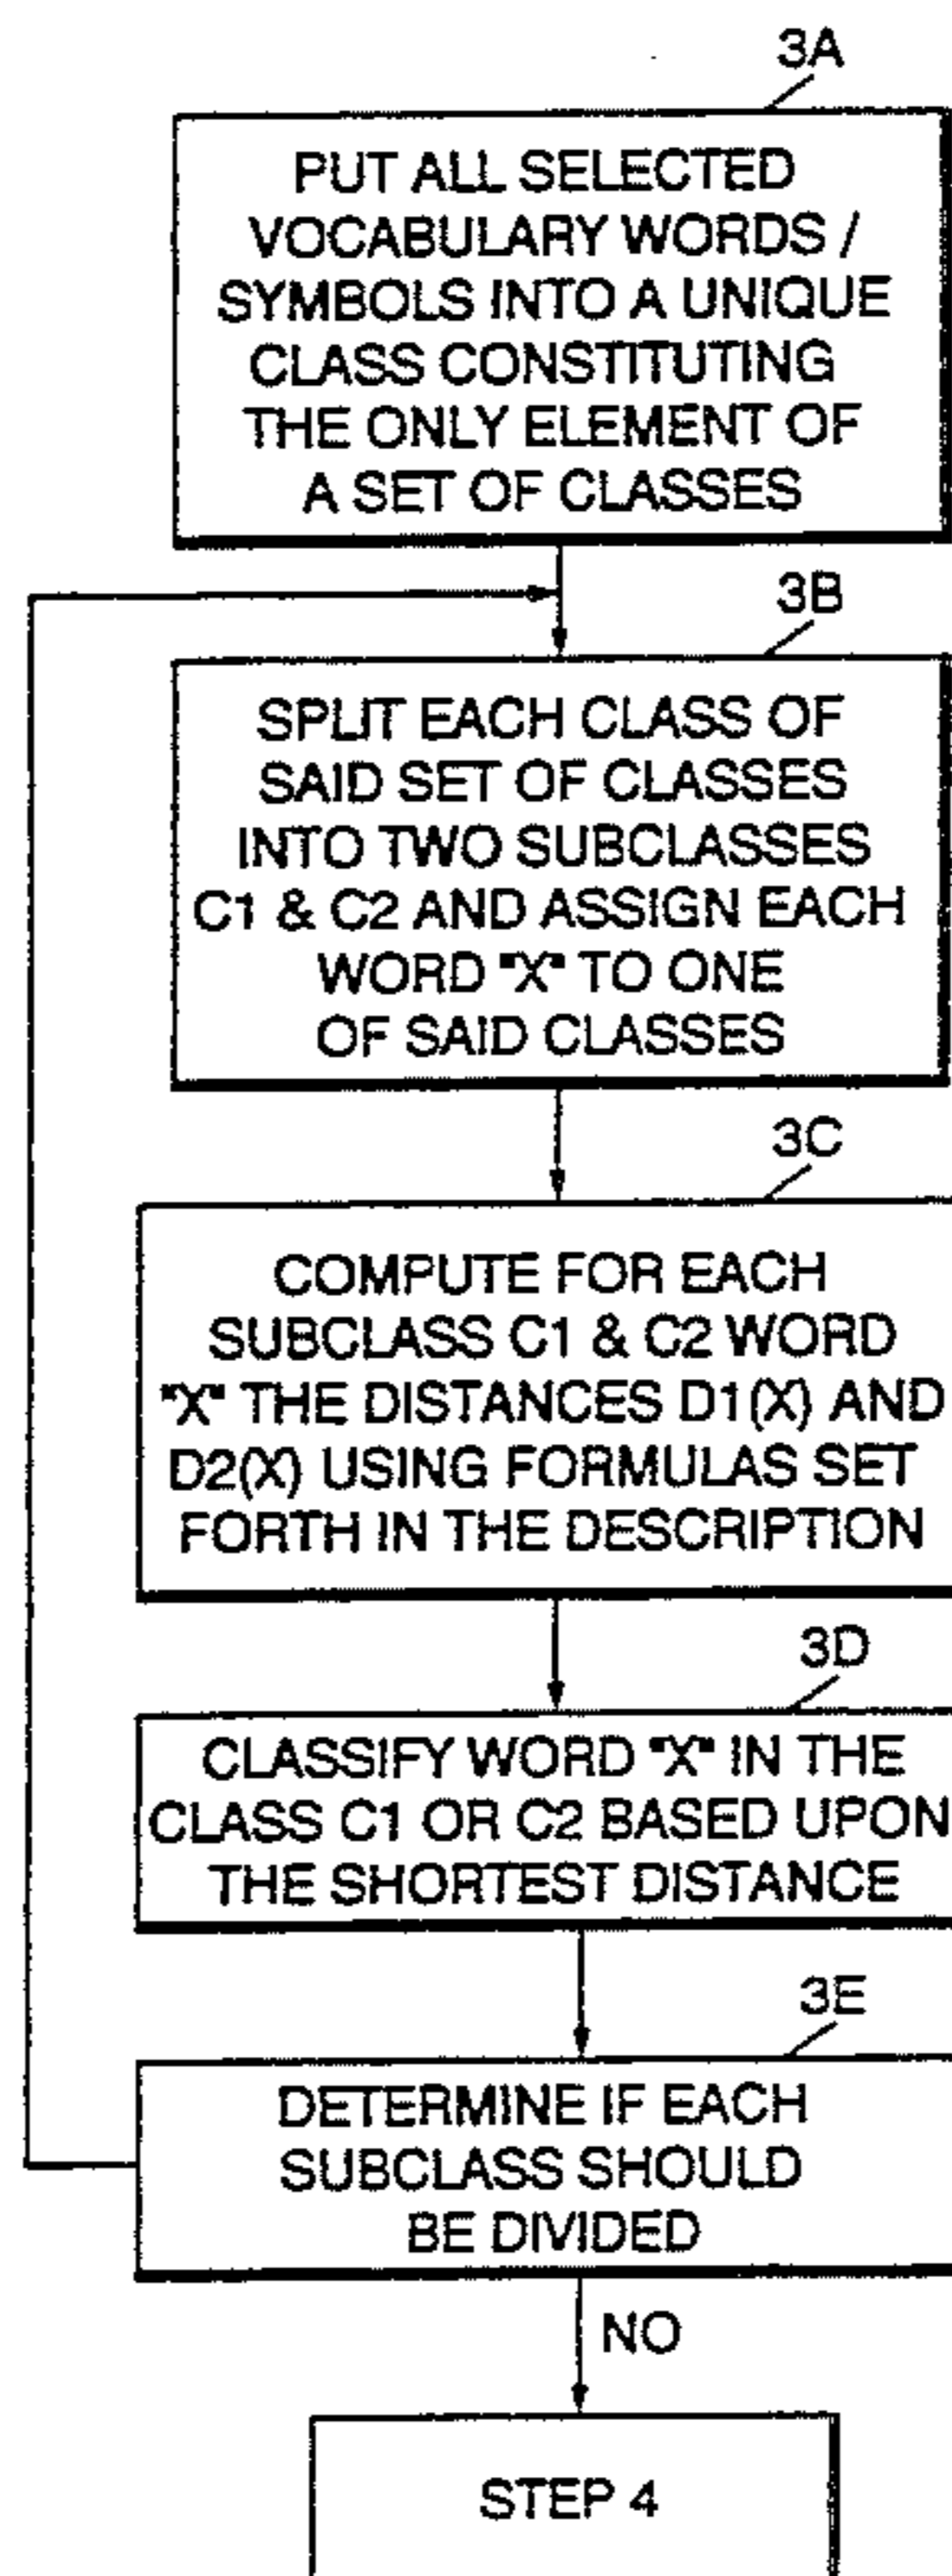 3A
PUT ALL SELECTED
VOCABULARY WORDS /
SYMBOLS INTO A UNIQUE
CLASS CONSTITUTING
THE ONLY ELEMENT OF
A SET OF CLASSES
3B
SPLIT EACH CLASS OF
SAID SET OF CLASSES
INTO TWO SUBCLASSES
C1 & C2 AND ASSIGN EACH
WORD "X" TO ONE
OF SAID CLASSES
3C
COMPUTE FOR EACH
SUBCLASS C1 & C2 WORD
"X" THE DISTANCES D1(X) AND
D2(X) USING FORMULAS SET
FORTH IN THE DESCRIPTION
3D
CLASSIFY WORD "X" IN THE
CLASS C1 OR C2 BASED UPON
THE SHORTEST DISTANCE
3E
DETERMINE IF EACH
SUBCLASS SHOULD
BE DIVIDED
NO
STEP 4